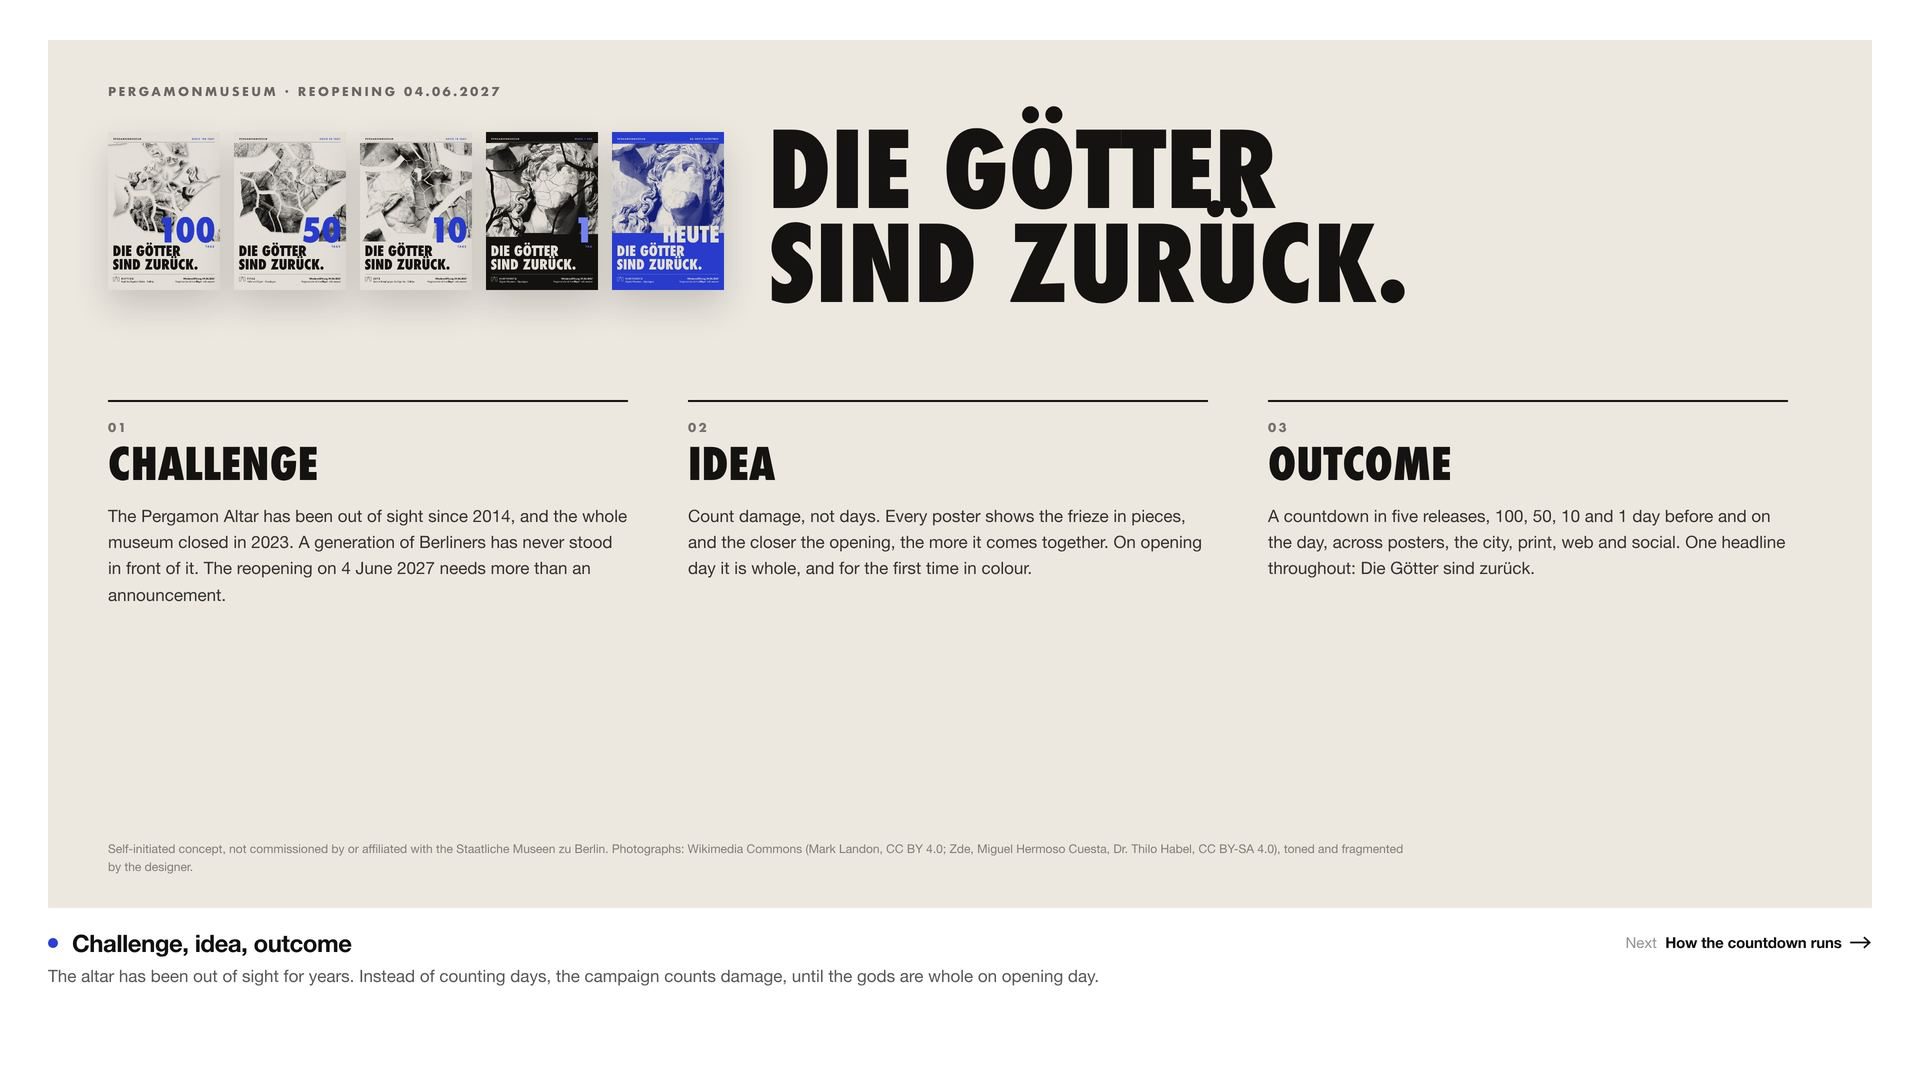 PERGAMONMUSEUM · REOPENING 04.06.2027
100
DIE GÖTTER
SIND ZURÜCK.
50
DIE GÖTTER
SIND ZURÜCK.
10
DIE GÖTTER
SIND ZURÜCK.
1
DIE GÖTTER
SIND ZURÜCK.
HEUTE
DIE GÖTTER
SIND ZURÜCK.
DIE GÖTTER
SIND ZURÜCK.
01
CHALLENGE
The Pergamon Altar has been out of sight since 2014, and the whole
museum closed in 2023. A generation of Berliners has never stood
in front of it. The reopening on 4 June 2027 needs more than an
announcement.
02
IDEA
Count damage, not days. Every poster shows the frieze in pieces,
and the closer the opening, the more it comes together. On opening
day it is whole, and for the first time in colour.
03
OUTCOME
A countdown in five releases, 100, 50, 10 and 1 day before and on
the day, across posters, the city, print, web and social. One headline
throughout: Die Götter sind zurück.
Self-initiated concept, not commissioned by or affiliated with the Staatliche Museen zu Berlin. Photographs: Wikimedia Commons (Mark Landon, CC BY 4.0; Zde, Miguel Hermoso Cuesta, Dr. Thilo Habel, CC BY-SA 4.0), toned and fragmented
by the designer.
Challenge, idea, outcome
Next How the countdown runs →
The altar has been out of sight for years. Instead of counting days, the campaign counts damage, until the gods are whole on opening day.